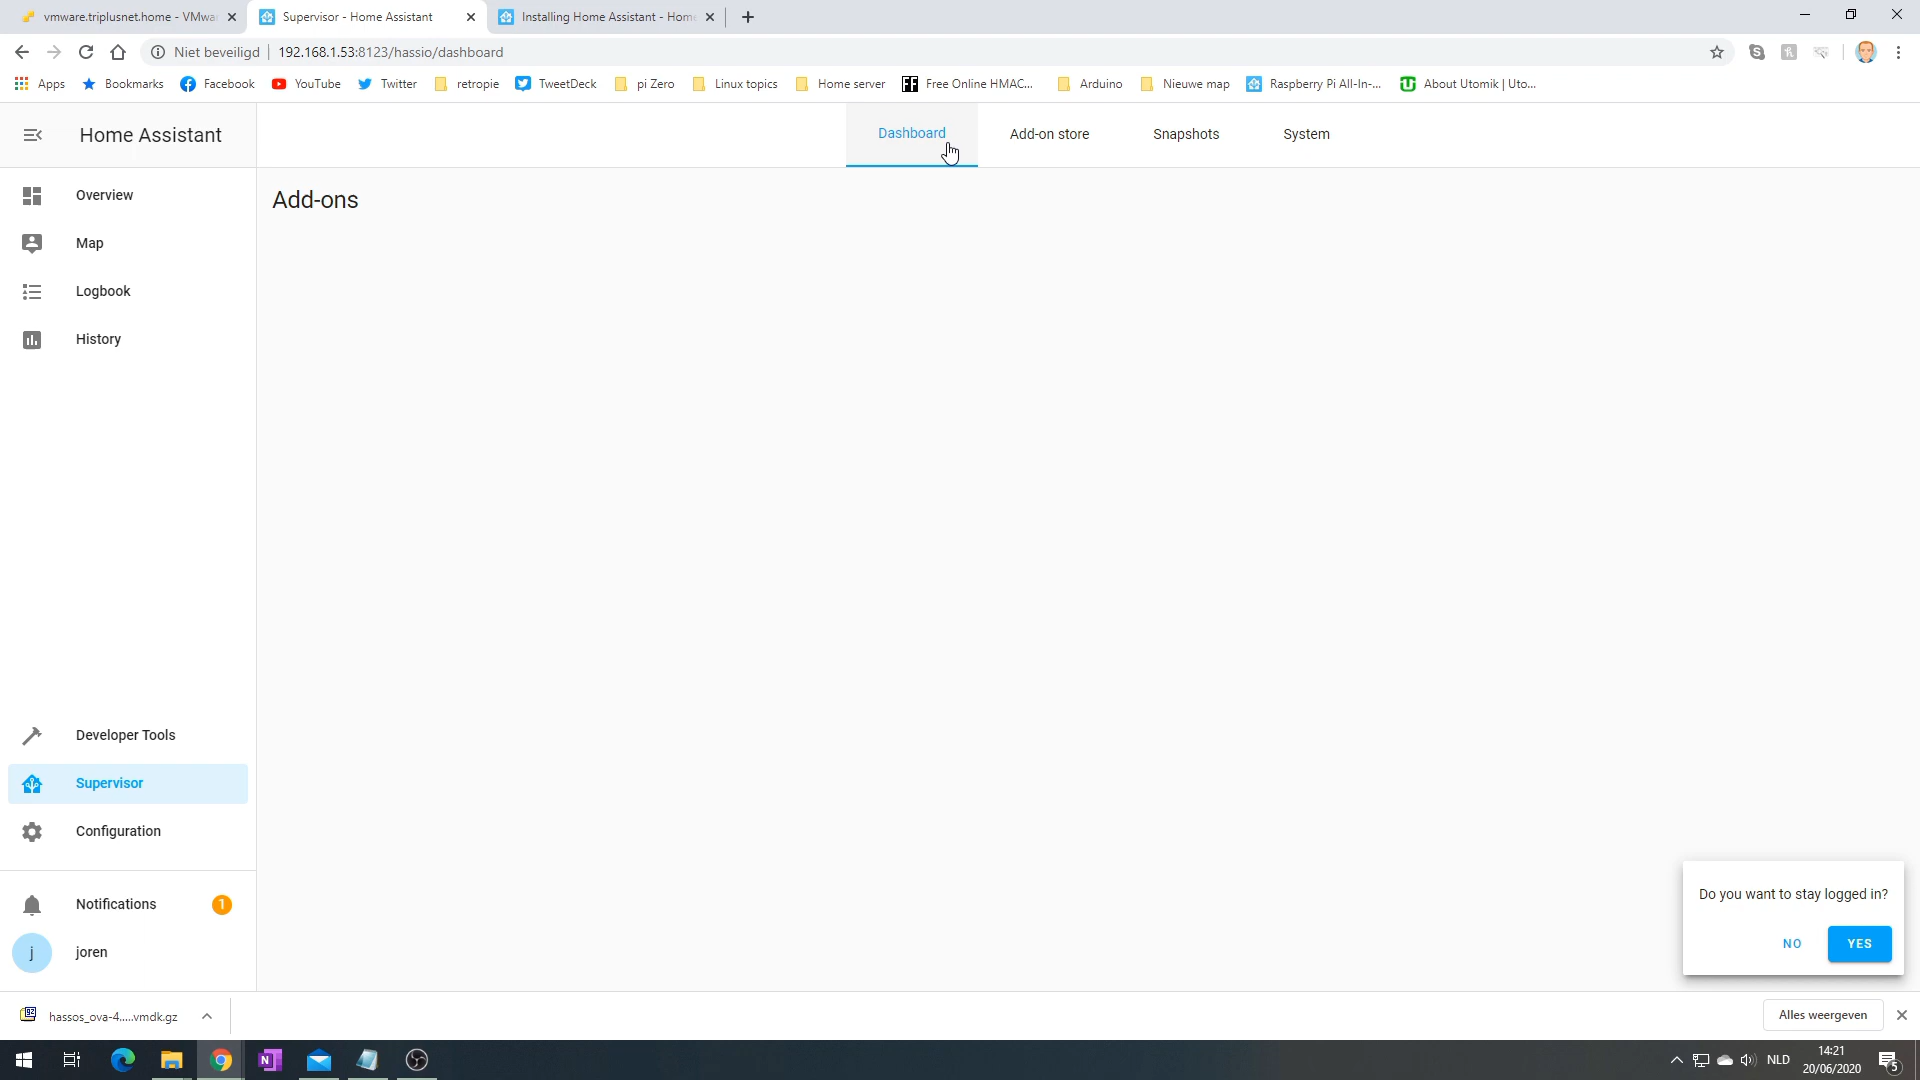 vmware.triplusnet.home - VMwa
Supervisor - Home Assistant
Installing Home Assistant - Hom
Niet beveiligd
192.168.1.53:8123/hassio/dashboard
Apps
Bookmarks
Facebook
YouTube
Twitter
retropie
TweetDeck
pi Zero
Linux topics
Home server
Free Online HMAC...
Arduino
Nieuwe map
Raspberry Pi All-In-...
About Utomik | Uto...
Home Assistant
Dashboard
Add-on store
Snapshots
System
Overview
Add-ons
Map
Logbook
History
Developer Tools
Supervisor
Configuration
Notifications
1
j
joren
Do you want to stay logged in?
NO
YES
hassos_ova-4.....vmdk.gz
Alles weergeven
NLD
14:21
20/06/2020
5